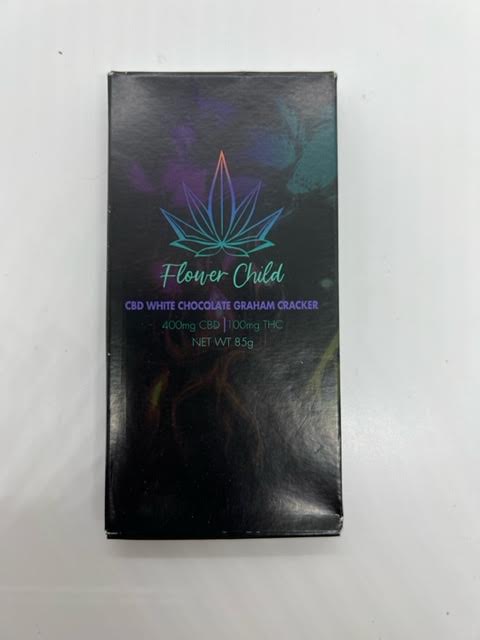 Flower Child
CBD WHITE CHOCOLATE GRAHAM CRACKER
400mg CBD | 100mg THC
NET WT. 85g